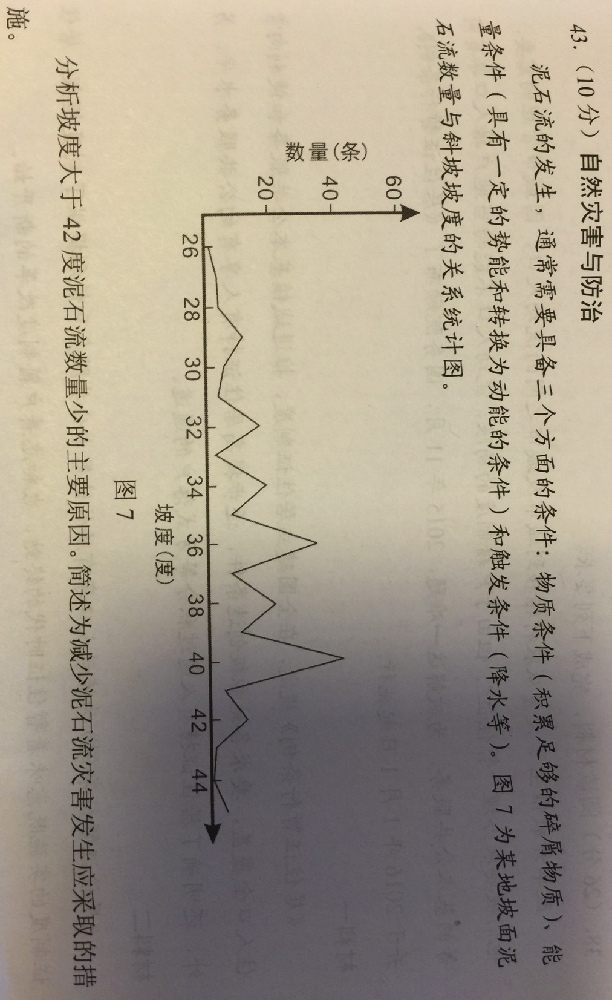 43. (10分) 自然灾害与防治
泥石流的发生，通常需要具备三个方面的条件：物质条件（积累足够的碎屑物质）、能
量条件（具有一定的势能和转换为动能的条件）和触发条件（降水等）。图7为某地坡面泥
石流数量与斜坡坡度的关系统计图。
数量(条)
60
40
20
26 28 30 32 34 36 38 40 42 44
坡度(度)
图7
分析坡度大于42度泥石流数量少的主要原因。简述为减少泥石流灾害发生应采取的措
施。